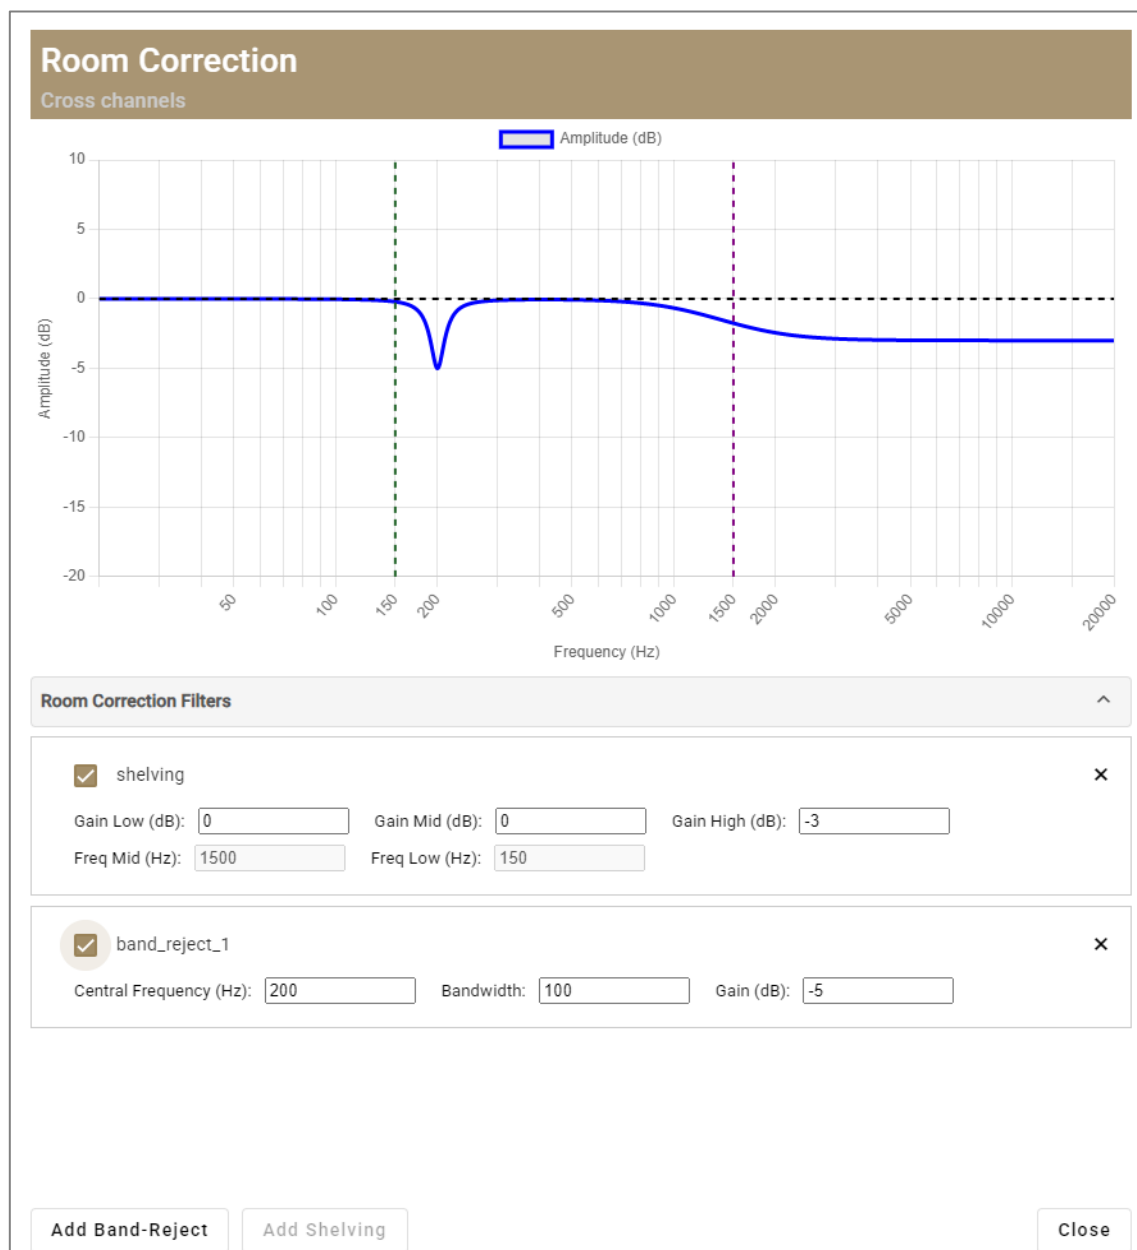 Room Correction
Cross channels
Amplitude (dB)
10
5
0
-5
-10
-15
-20
Amplitude (dB)
50 100 150 200 500 1000 1500 2000 5000 10000 20000
Frequency (Hz)
Room Correction Filters
shelving
Gain Low (dB): 0 Gain Mid (dB): 0 Gain High (dB): -3
Freq Mid (Hz): 1500 Freq Low (Hz): 150
band_reject_1
Central Frequency (Hz): 200 Bandwidth: 100 Gain (dB): -5
Add Band-Reject Add Shelving Close